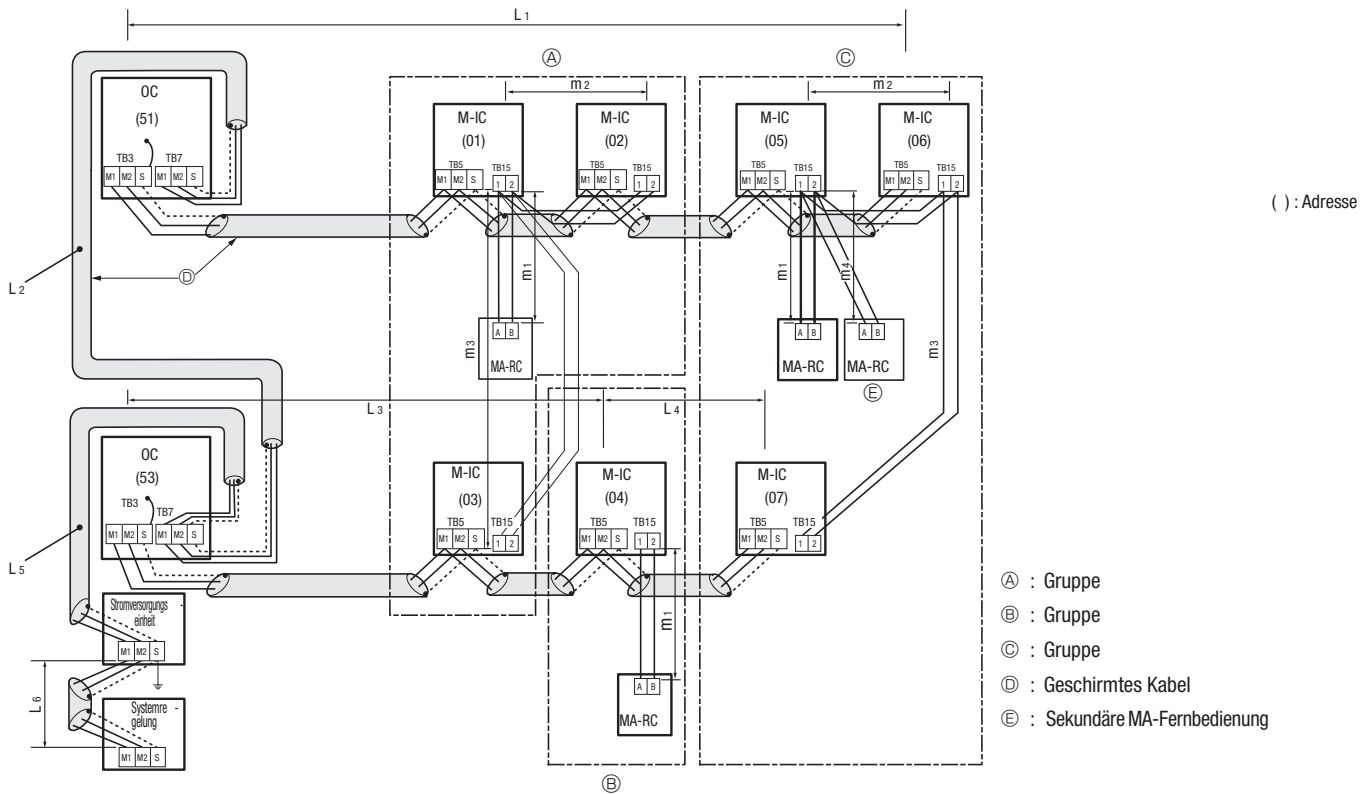 L1
Ⓐ
Ⓒ
m2
m2
OC
(51)
TB3
TB7
M1 M2 S
M1 M2 S
M-IC
(01)
TB5
TB15
M1 M2 S
1 2
M-IC
(02)
TB5
TB15
M1 M2 S
1 2
M-IC
(05)
TB5
TB15
M1 M2 S
1 2
M-IC
(06)
TB5
TB15
M1 M2 S
1 2
( ) : Adresse
L2
Ⓓ
m1
m3
A B
MA-RC
m1
m4
A B
MA-RC
A B
MA-RC
Ⓔ
m3
L3
L4
OC
(53)
TB3
TB7
M1 M2 S
M1 M2 S
M-IC
(03)
TB5
TB15
M1 M2 S
1 2
M-IC
(04)
TB5
TB15
M1 M2 S
1 2
M-IC
(07)
TB5
TB15
M1 M2 S
1 2
L5
Stromversorgungs -
einheit
M1 M2 S
L6
Systemre -
gelung
M1 M2 S
m1
A B
MA-RC
Ⓑ
Ⓐ : Gruppe
Ⓑ : Gruppe
Ⓒ : Gruppe
Ⓓ : Geschirmtes Kabel
Ⓔ : Sekundäre MA-Fernbedienung